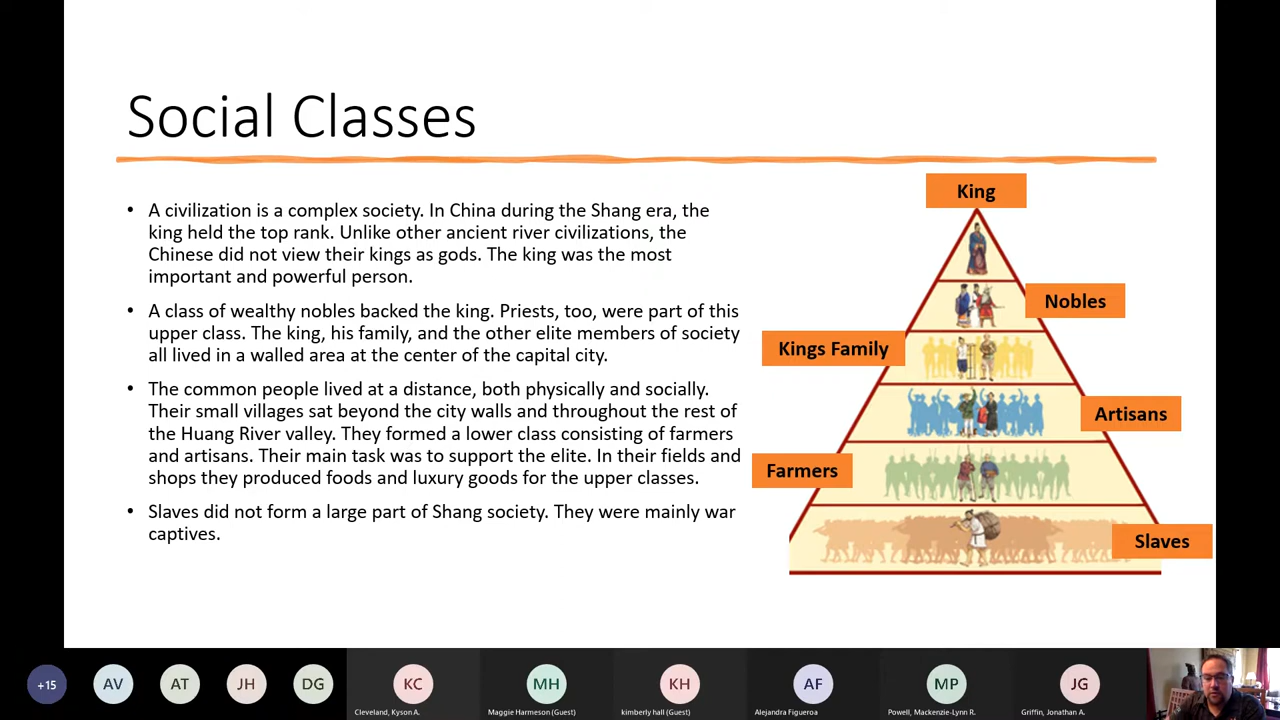 Social Classes
• A civilization is a complex society. In China during the Shang era, the
king held the top rank. Unlike other ancient river civilizations, the
Chinese did not view their kings as gods. The king was the most
important and powerful person.
• A class of wealthy nobles backed the king. Priests, too, were part of this
upper class. The king, his family, and the other elite members of society
all lived in a walled area at the center of the capital city.
• The common people lived at a distance, both physically and socially.
Their small villages sat beyond the city walls and throughout the rest of
the Huang River valley. They formed a lower class consisting of farmers
and artisans. Their main task was to support the elite. In their fields and
shops they produced foods and luxury goods for the upper classes.
• Slaves did not form a large part of Shang society. They were mainly war
captives.
King
Nobles
Kings Family
Artisans
Farmers
Slaves
+15
AV
AT
JH
DG
KC
Cleveland, Kyson A.
MH
Maggie Harmeson (Guest)
KH
kimberly hall (Guest)
AF
Alejandra Figueroa
MP
Powell, Mackenzie-Lynn R.
JG
Griffin, Jonathan A.